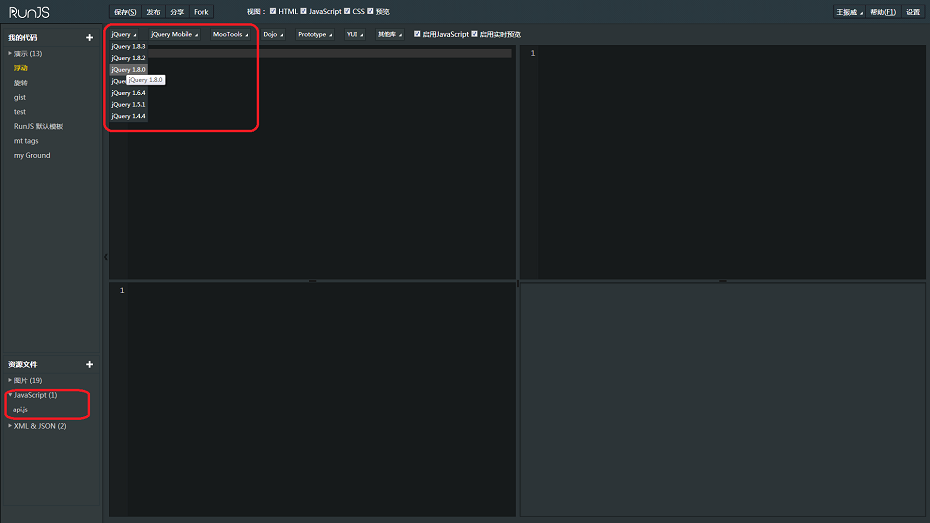 RunJS 保存(S) 发布 分享 Fork 视图： HTML JavaScript CSS 预览 王振威 帮助(F1) 设置
我的代码
jQuery jQuery Mobile MooTools Dojo Prototype YUI 其他库 启用JavaScript 启用实时预览
演示 (13)
浮动
旋转
gist
test
RunJS 默认模板
mt tags
my Ground
jQuery 1.8.3
jQuery 1.8.2
jQuery 1.8.0
jQuery 1.8.0
jQuery 1.6.4
jQuery 1.5.1
jQuery 1.4.4
1
1
资源文件
图片 (19)
JavaScript (1)
api.js
XML & JSON (2)